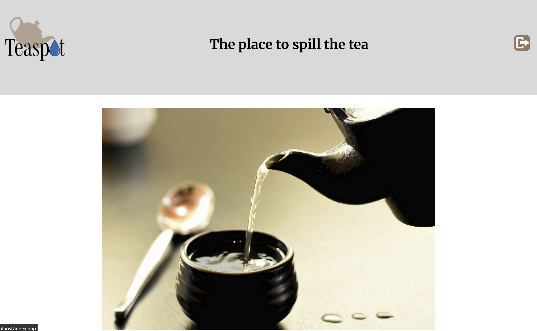 Teaspot
The place to spill the tea